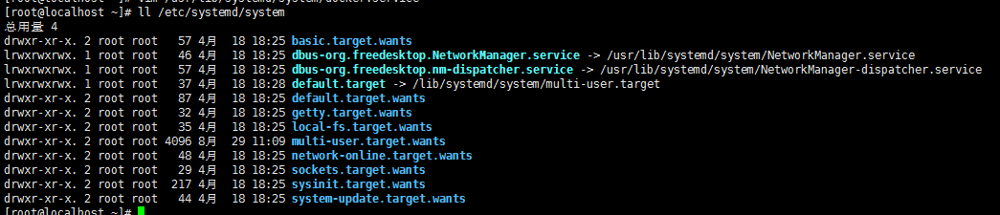 [root@localhost ~]# vim /usr/lib/systemd/system/docker.service
[root@localhost ~]# ll /etc/systemd/system
总用量 4
drwxr-xr-x. 2 root root   57 4月  18 18:25 basic.target.wants
lrwxrwxrwx. 1 root root   46 4月  18 18:25 dbus-org.freedesktop.NetworkManager.service -> /usr/lib/systemd/system/NetworkManager.service
lrwxrwxrwx. 1 root root   57 4月  18 18:25 dbus-org.freedesktop.nm-dispatcher.service -> /usr/lib/systemd/system/NetworkManager-dispatcher.service
lrwxrwxrwx. 1 root root   37 4月  18 18:28 default.target -> /lib/systemd/system/multi-user.target
drwxr-xr-x. 2 root root   87 4月  18 18:25 default.target.wants
drwxr-xr-x. 2 root root   32 4月  18 18:25 getty.target.wants
drwxr-xr-x. 2 root root   35 4月  18 18:25 local-fs.target.wants
drwxr-xr-x. 2 root root 4096 8月  29 11:09 multi-user.target.wants
drwxr-xr-x. 2 root root   48 4月  18 18:25 network-online.target.wants
drwxr-xr-x. 2 root root   29 4月  18 18:25 sockets.target.wants
drwxr-xr-x. 2 root root  217 4月  18 18:25 sysinit.target.wants
drwxr-xr-x. 2 root root   44 4月  18 18:25 system-update.target.wants
[root@localhost ~]#